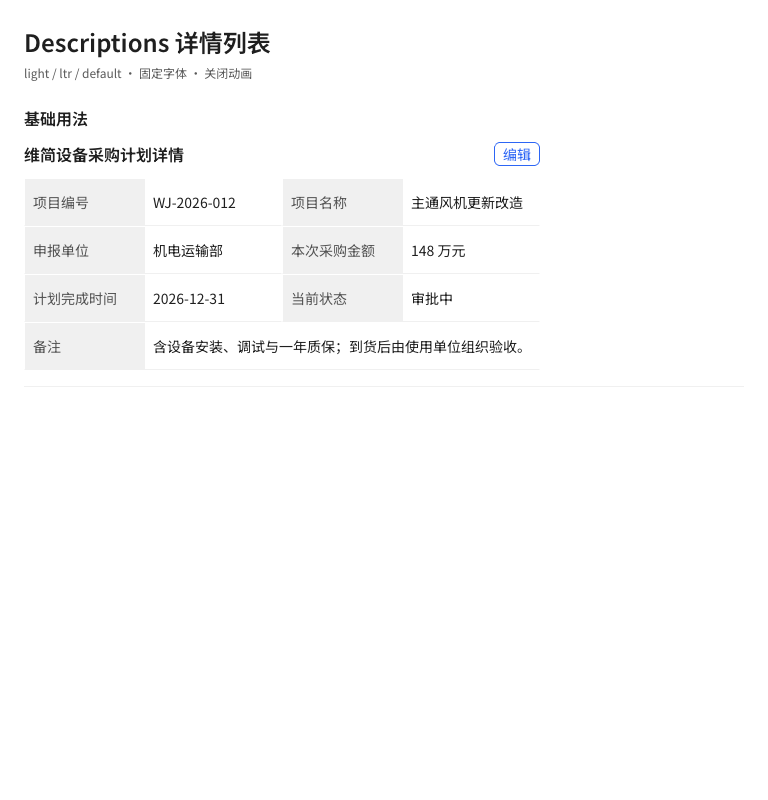 Descriptions 详情列表
light / ltr / default · 固定字体 · 关闭动画
基础用法
维简设备采购计划详情 编辑
项目编号 WJ-2026-012 项目名称 主通风机更新改造
申报单位 机电运输部 本次采购金额 148 万元
计划完成时间 2026-12-31 当前状态 审批中
备注 含设备安装、调试与一年质保；到货后由使用单位组织验收。